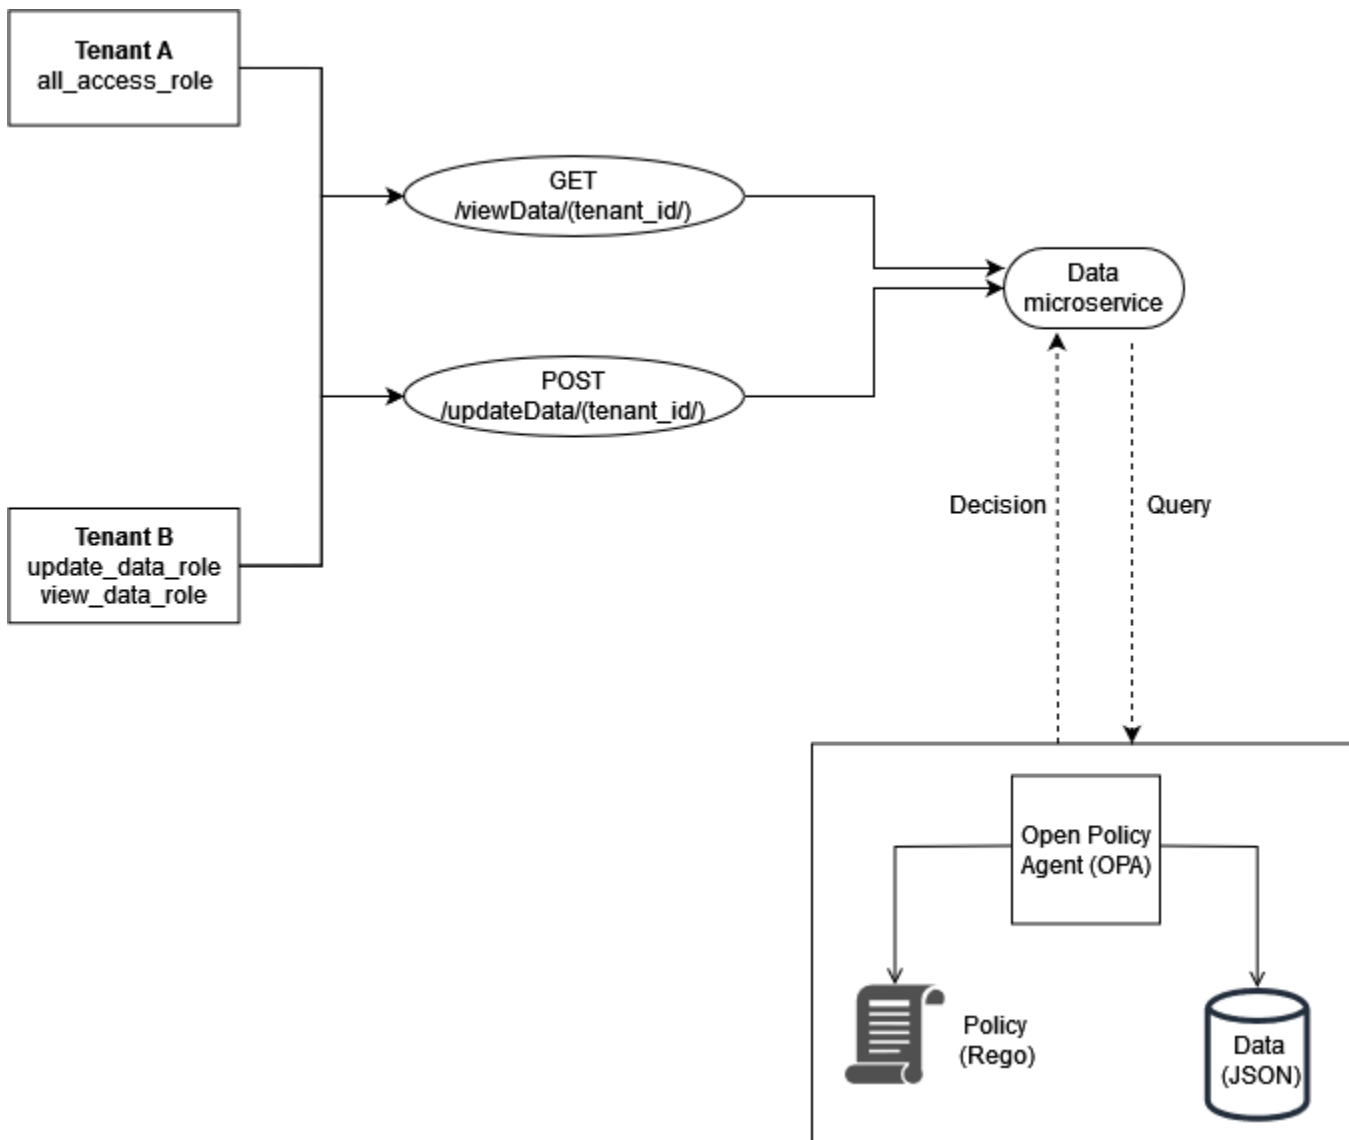 Tenant A
all_access_role
GET
/viewData/(tenant_id/)
Data
microservice
POST
/updateData/(tenant_id/)
Decision
Query
Tenant B
update_data_role
view_data_role
Open Policy
Agent (OPA)
Policy
(Rego)
Data
(JSON)